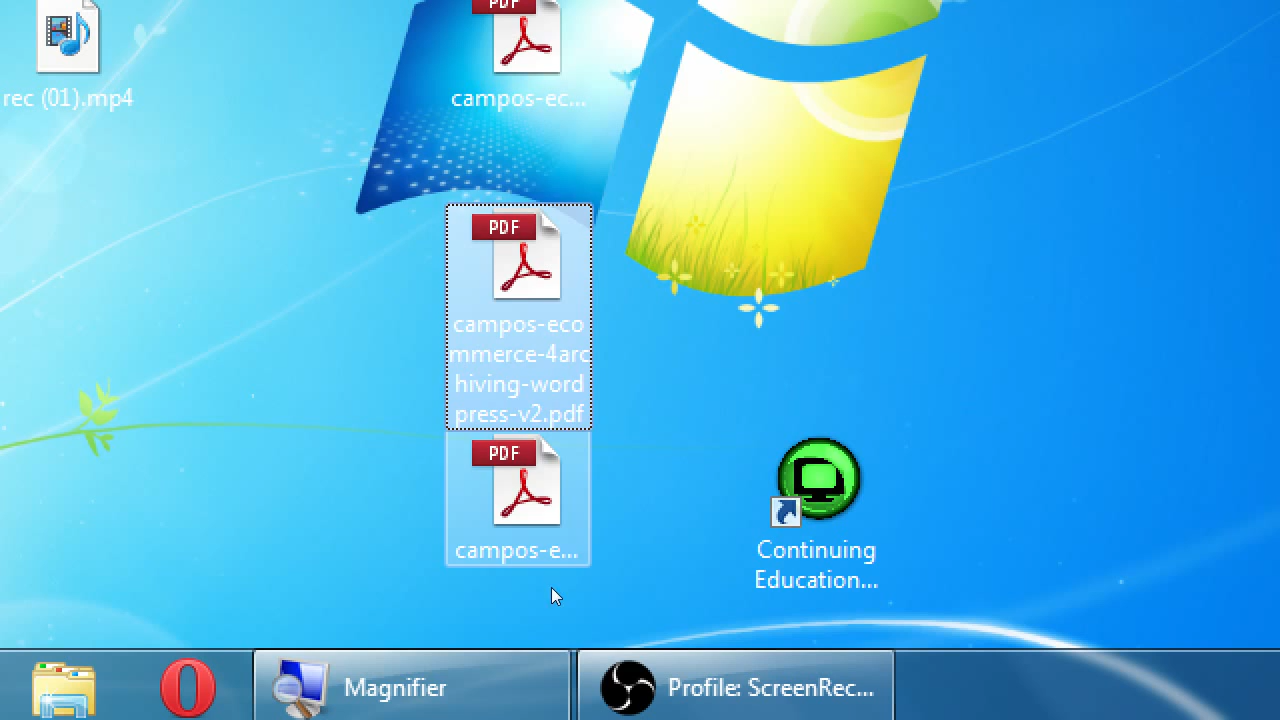 PDF
rec (01).mp4
campos-ec...
PDF
campos-eco
mmerce-4arc
hiving-word
press-v2.pdf
PDF
campos-e...
Continuing
Education...
Magnifier
Profile: ScreenRec...